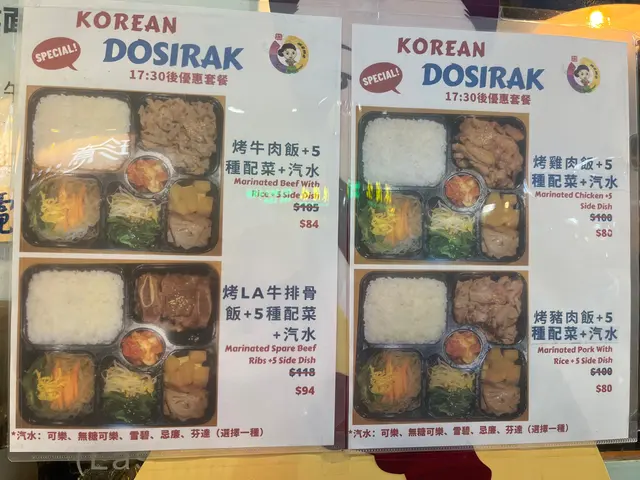 KOREAN
SPECIAL!
DOSIRAK
17:30後優惠套餐
烤牛肉飯+5
種配菜+汽水
Marinated Beef With
Rice +5 Side Dish
$105
$84
烤LA牛排骨
飯+5種配菜
+汽水
Marinated Spare Beef
Ribs +5 Side Dish
$118
$94
*汽水: 可樂、無糖可樂、雪碧、忌廉、芬達 (選擇一種)
KOREAN
SPECIAL!
DOSIRAK
17:30後優惠套餐
烤雞肉飯+5
種配菜+汽水
Marinated Chicken +5
Side Dish
$100
$80
烤豬肉飯+5
種配菜+汽水
Marinated Pork With
Rice +5 Side Dish
$100
$80
*汽水: 可樂、無糖可樂、雪碧、忌廉、芬達 (選擇一種)